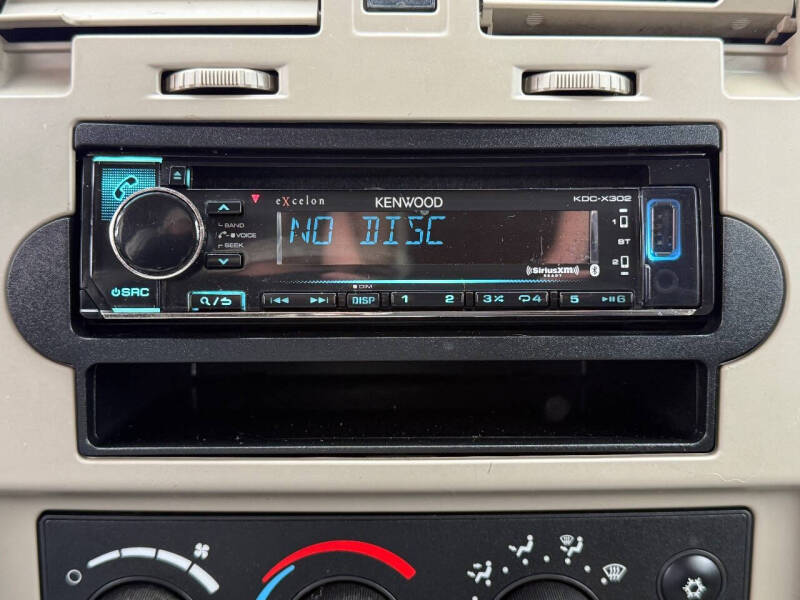 eXcelon KENWOOD KDC-X302
BAND
VOICE
SEEK
NO DISC
1
BT
2
SiriusXM
READY
SRC
DIM
DISP 1 2 3 4 5 6